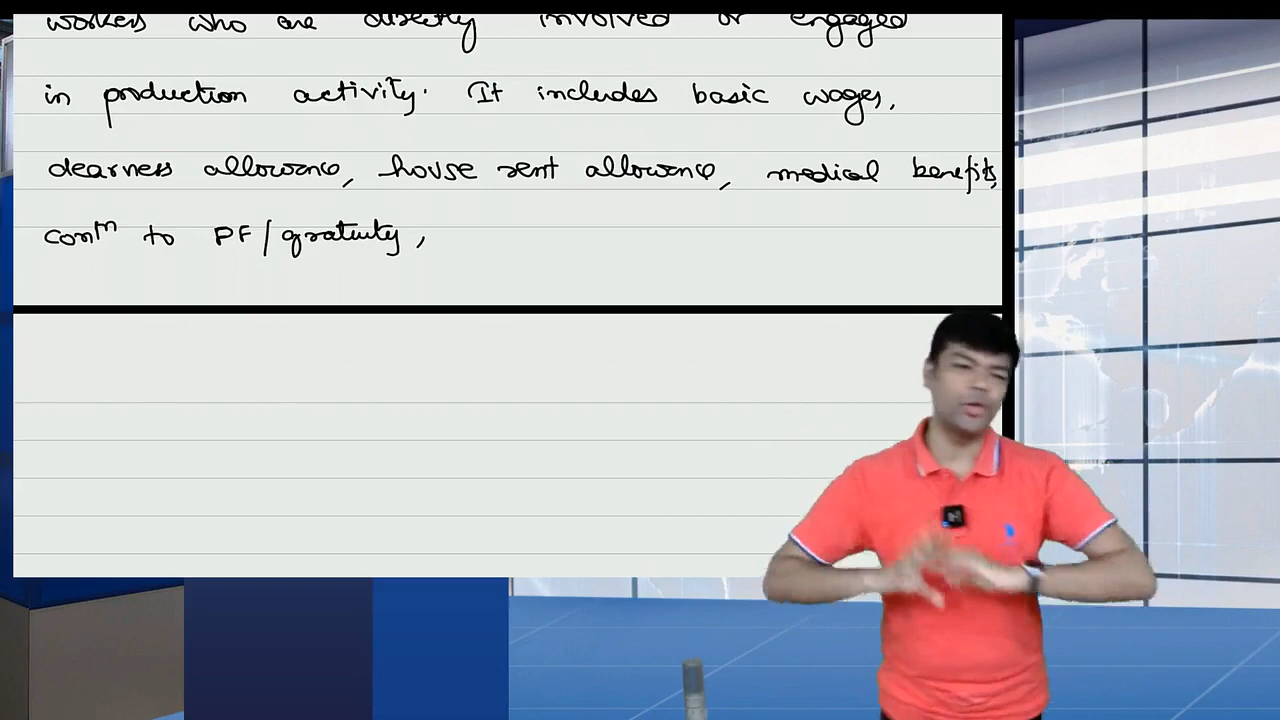 workers who are directly involved or engaged
in production activity. It includes basic wages,
dearness allowance, house rent allowance, medical benefits,
conⁿ to PF/gratuity,